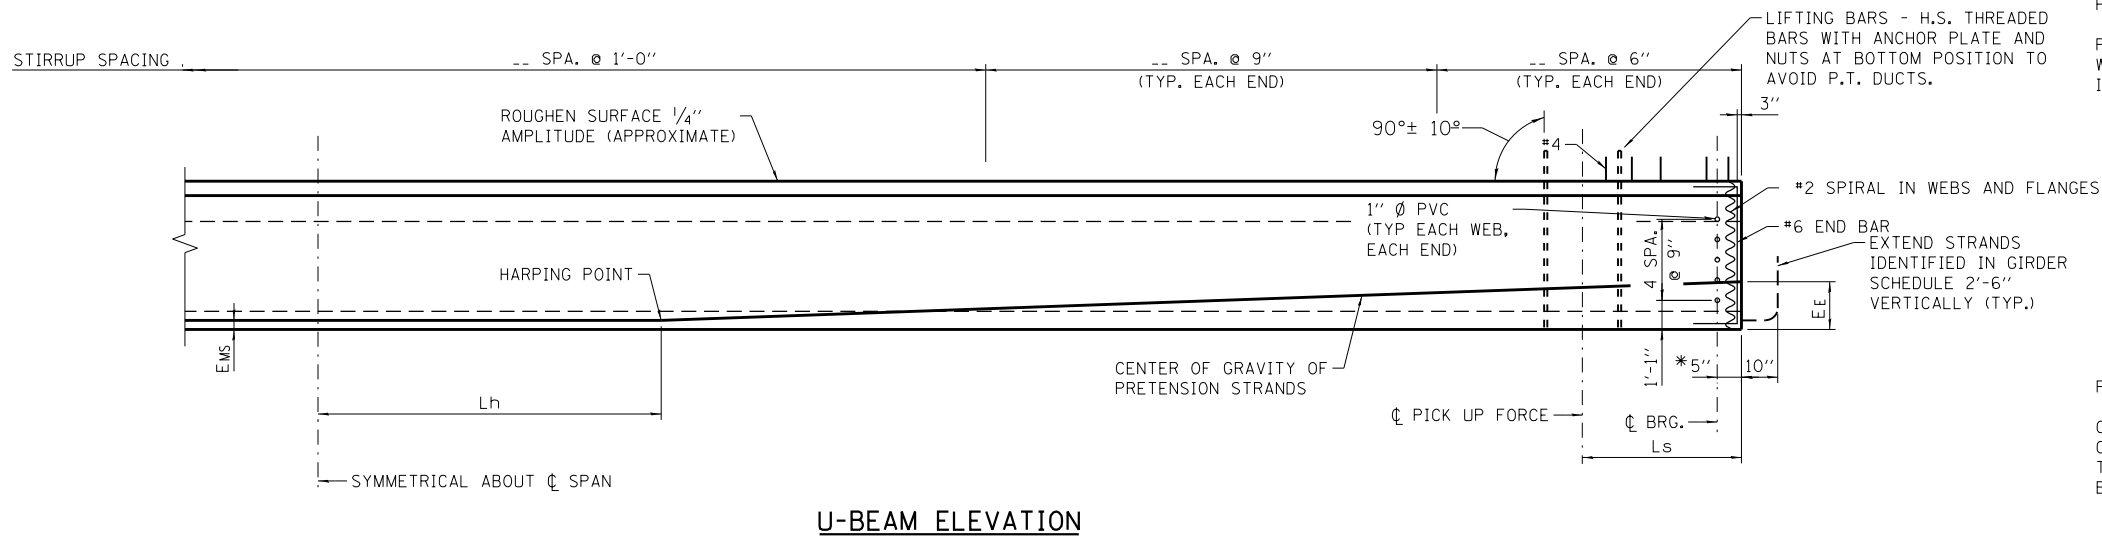 LIFTING BARS - H.S. THREADED
BARS WITH ANCHOR PLATE AND
NUTS AT BOTTOM POSITION TO
AVOID P.T. DUCTS.
STIRRUP SPACING
-- SPA. @ 1'-0"
-- SPA. @ 9"
(TYP. EACH END)
-- SPA. @ 6"
(TYP. EACH END)
3"
ROUGHEN SURFACE 1/4"
AMPLITUDE (APPROXIMATE)
90°± 10°
#4
#2 SPIRAL IN WEBS AND FLANGES
1" Ø PVC
(TYP EACH WEB,
EACH END)
4 SPA.
@ 9"
#6 END BAR
EXTEND STRANDS
IDENTIFIED IN GIRDER
SCHEDULE 2'-6"
VERTICALLY (TYP.)
HARPING POINT
EMS
EE
CENTER OF GRAVITY OF
PRETENSION STRANDS
1'-1"
*5"
10"
Lh
℄ PICK UP FORCE
℄ BRG.
Ls
SYMMETRICAL ABOUT ℄ SPAN
U-BEAM ELEVATION